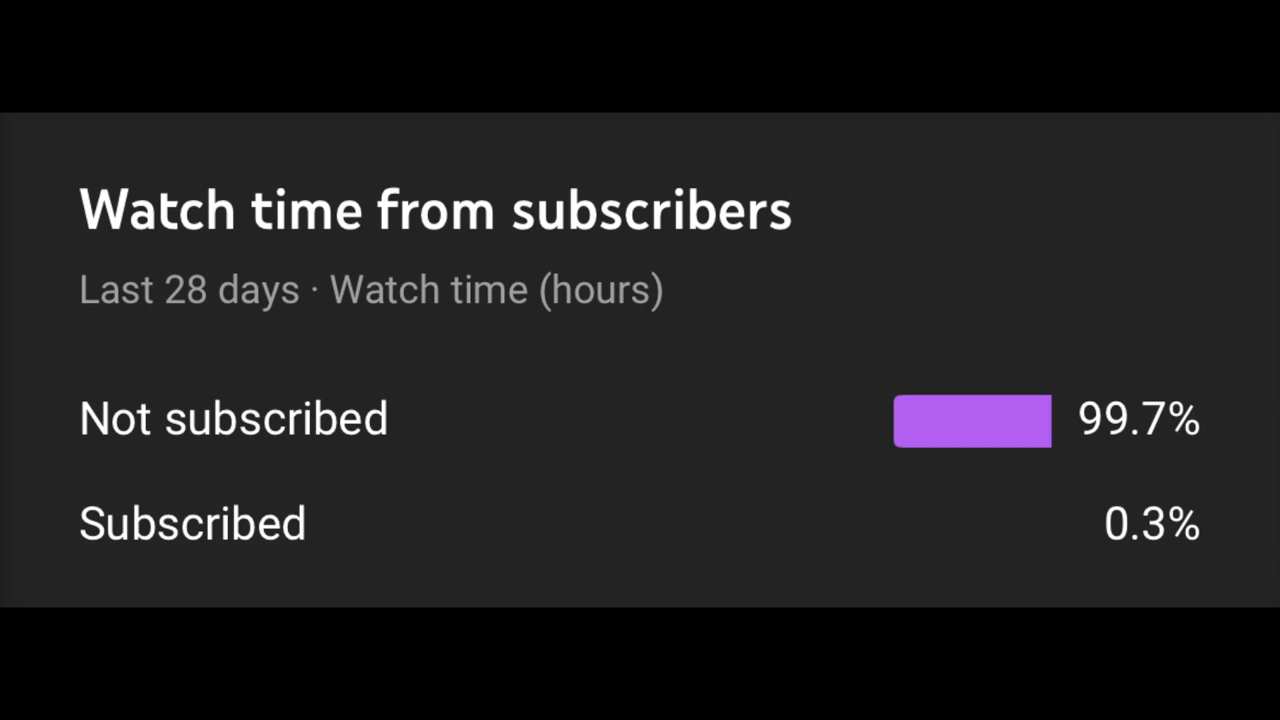 Watch time from subscribers
Last 28 days · Watch time (hours)
Not subscribed 99.7%
Subscribed 0.3%